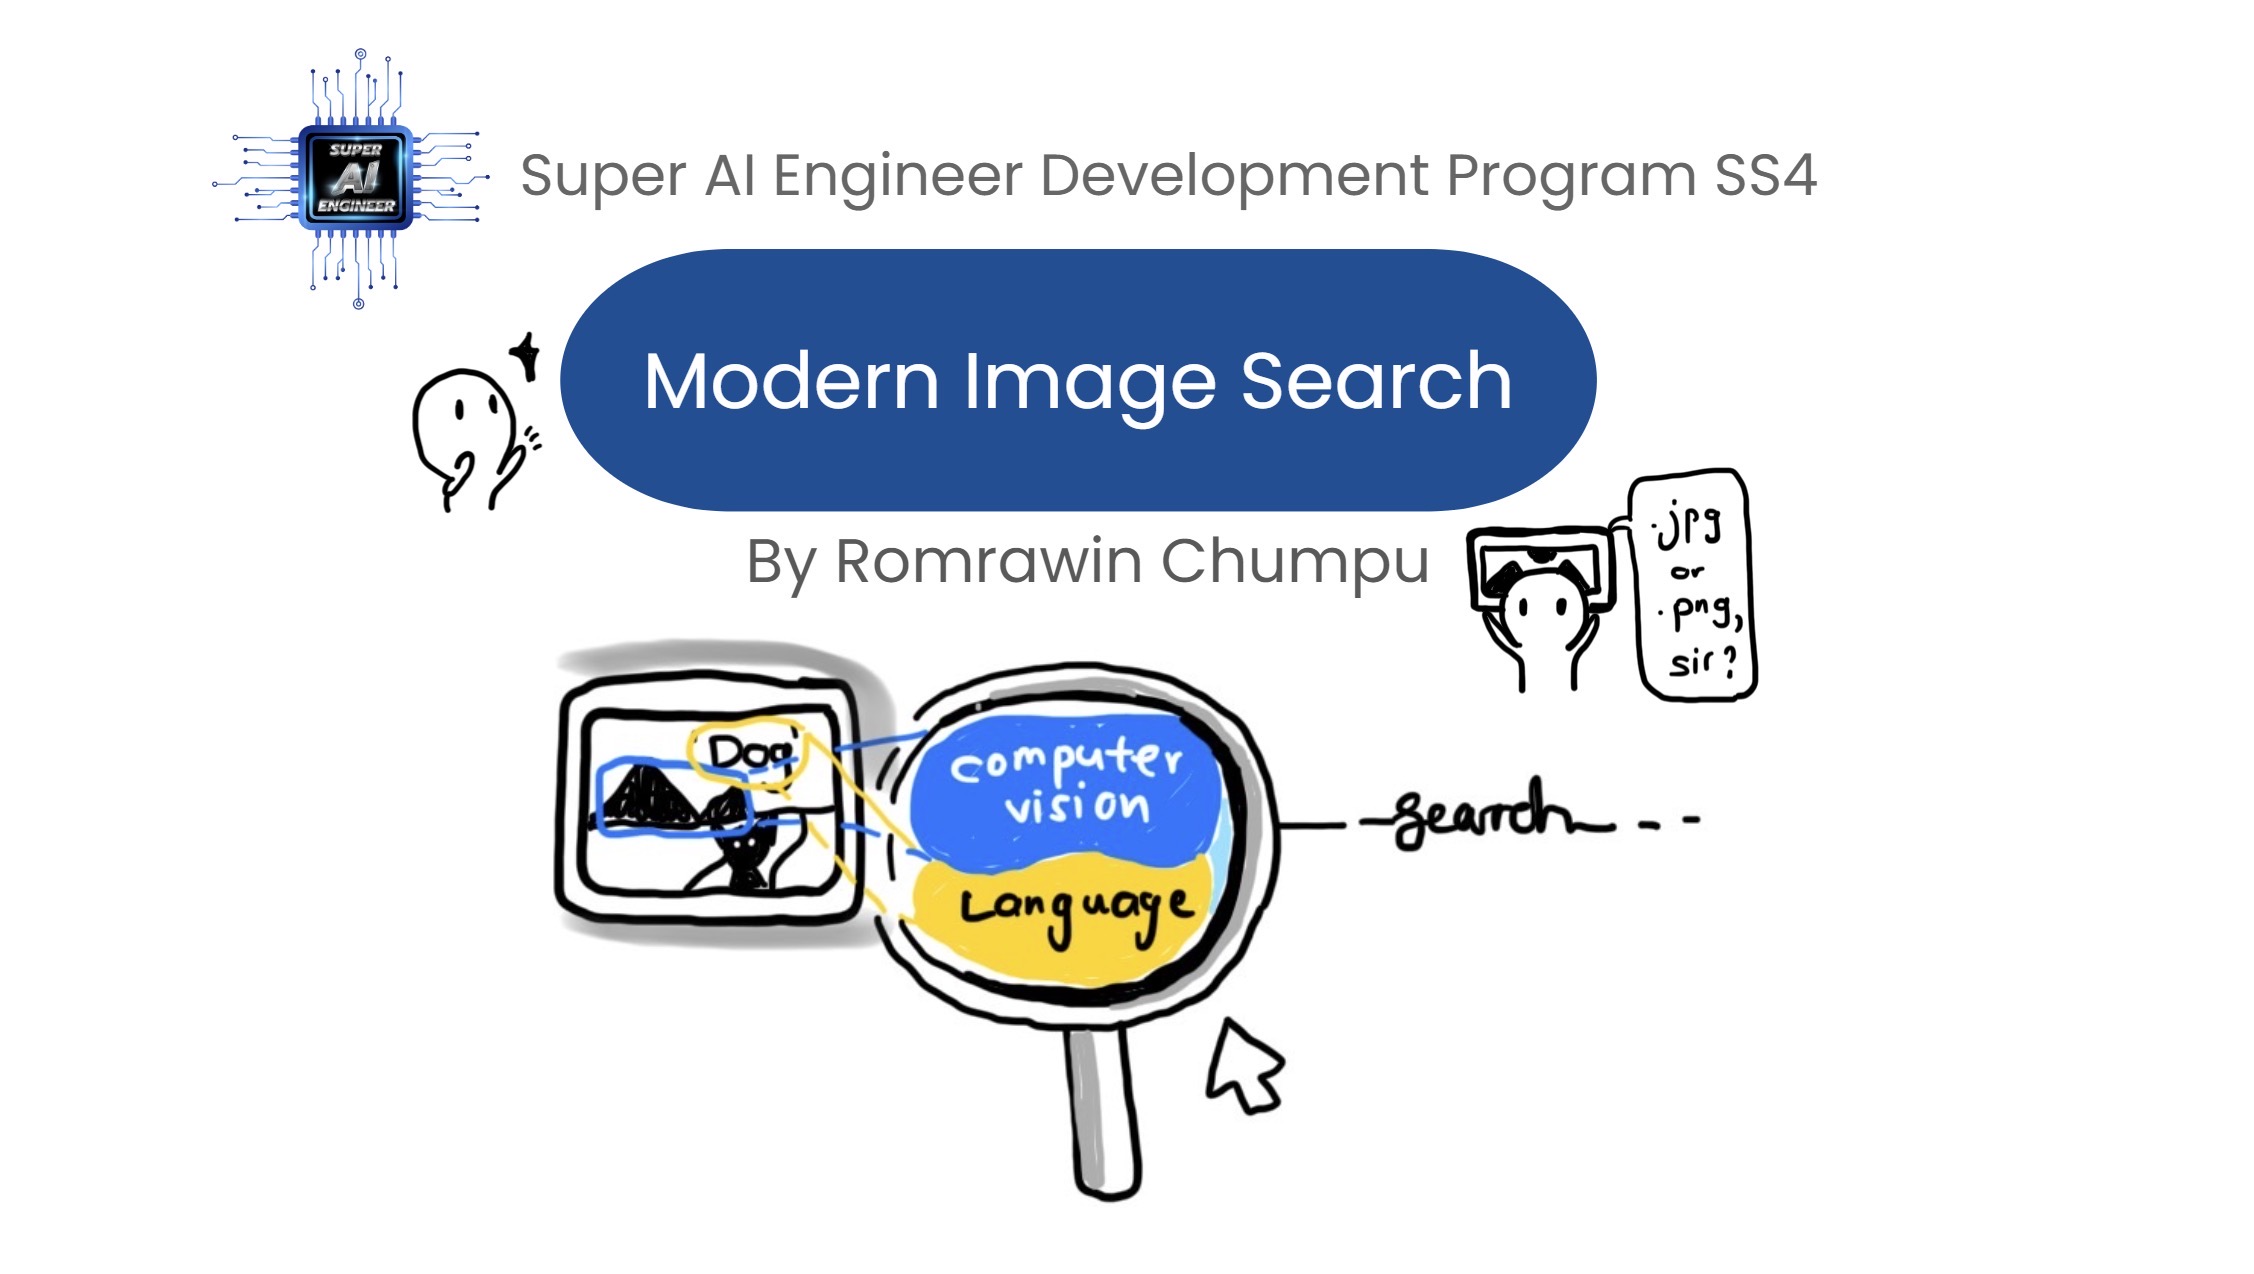 SUPER
AI
ENGINEER
Super AI Engineer Development Program SS4
Modern Image Search
By Romrawin Chumpu
.jpg
or
.png,
sir?
Dog
computer
vision
Language
search